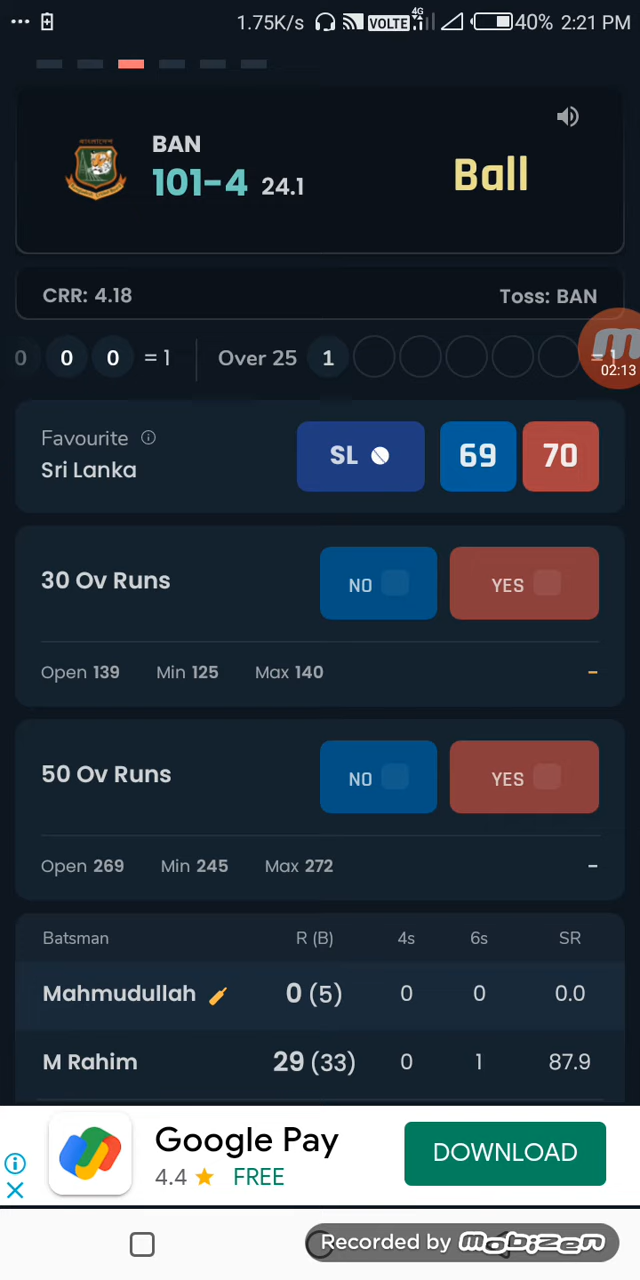 1.75K/s VOLTE 4G 40% 2:21 PM
BAN
101-4 24.1
Ball
CRR: 4.18 Toss: BAN
0 0 0 = 1 Over 25 1 = 1
02:13
Favourite
Sri Lanka
SL 69 70
30 Ov Runs NO YES
Open 139 Min 125 Max 140 -
50 Ov Runs NO YES
Open 269 Min 245 Max 272 -
Batsman R (B) 4s 6s SR
Mahmudullah 0 (5) 0 0 0.0
M Rahim 29 (33) 0 1 87.9
Google Pay
4.4 ★ FREE
DOWNLOAD
Recorded by mobizen